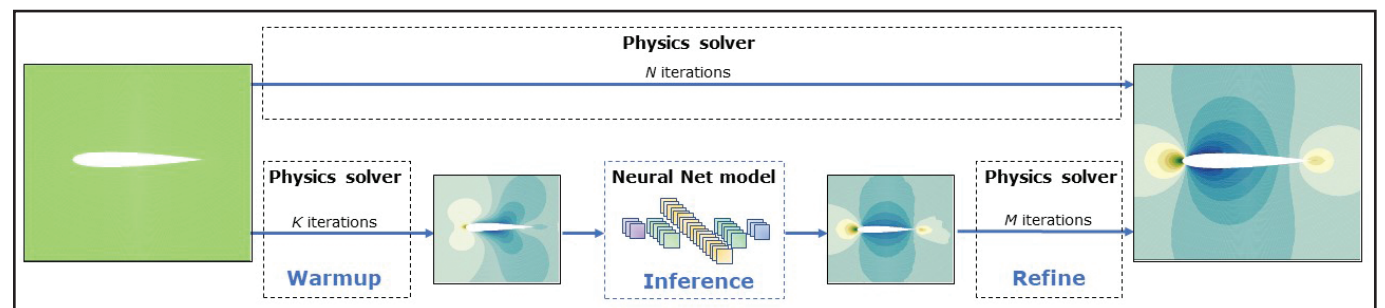 Physics solver
N iterations
Physics solver
K iterations
Warmup
Neural Net model
Inference
Physics solver
M iterations
Refine